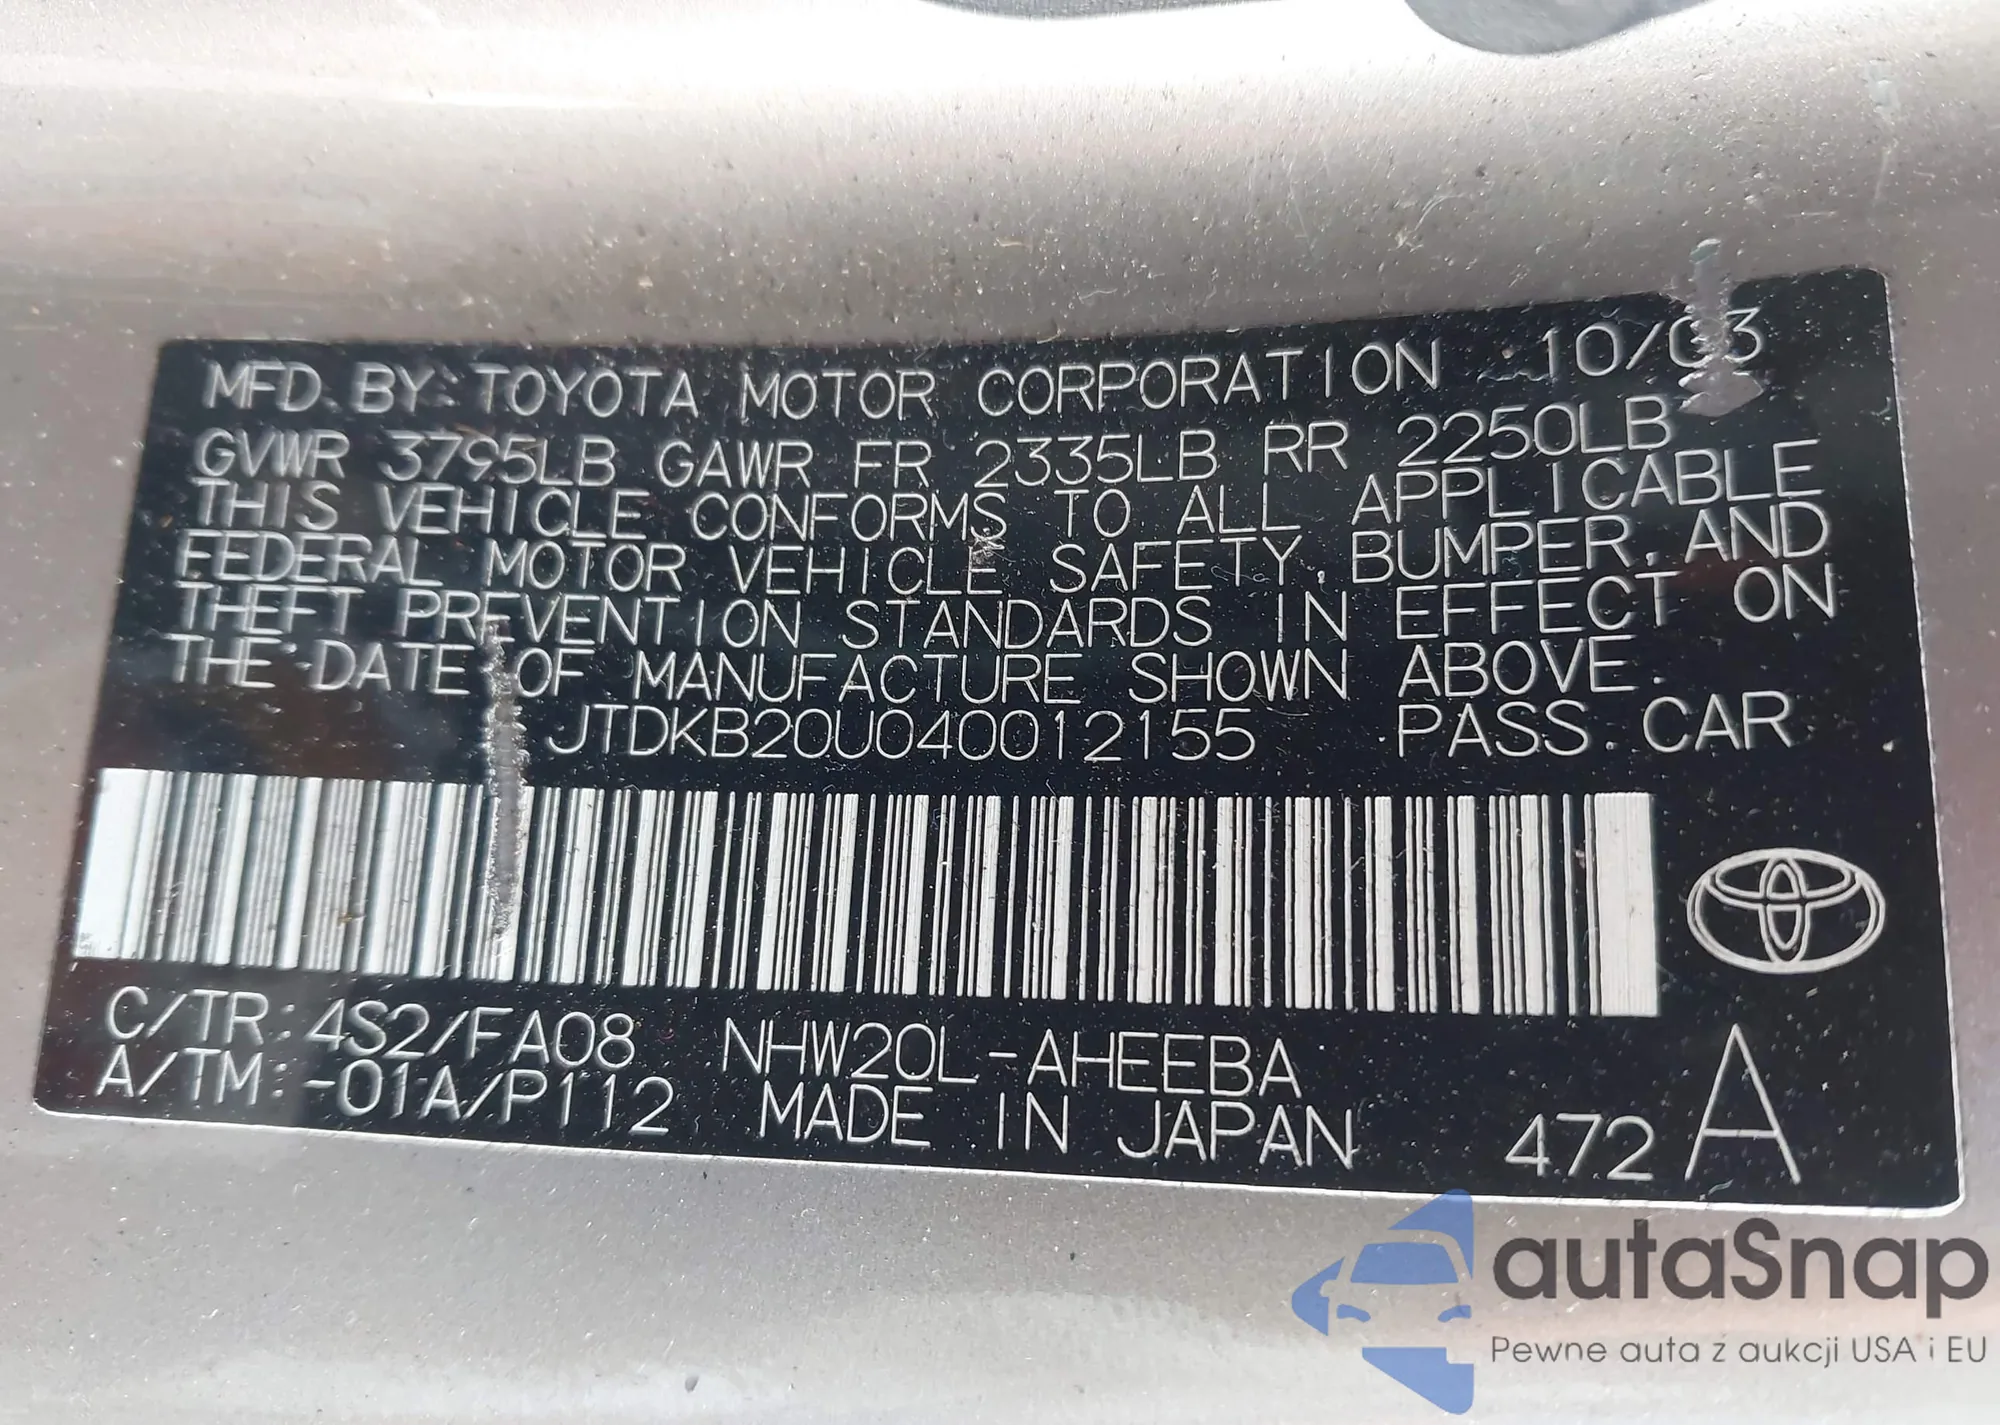 MFD. BY: TOYOTA MOTOR CORPORATION 10/03
GVWR 3795LB GAWR FR 2335LB RR 2250LB
THIS VEHICLE CONFORMS TO ALL APPLICABLE
FEDERAL MOTOR VEHICLE SAFETY, BUMPER, AND
THEFT PREVENTION STANDARDS IN EFFECT ON
THE DATE OF MANUFACTURE SHOWN ABOVE.
JTDKB20U040012155 PASS. CAR
C/TR: 4S2/FA08 NHW20L-AHEEBA
A/TM: -01A/P112 MADE IN JAPAN 472 A
autaSnap
Pewne auta z aukcji USA i EU